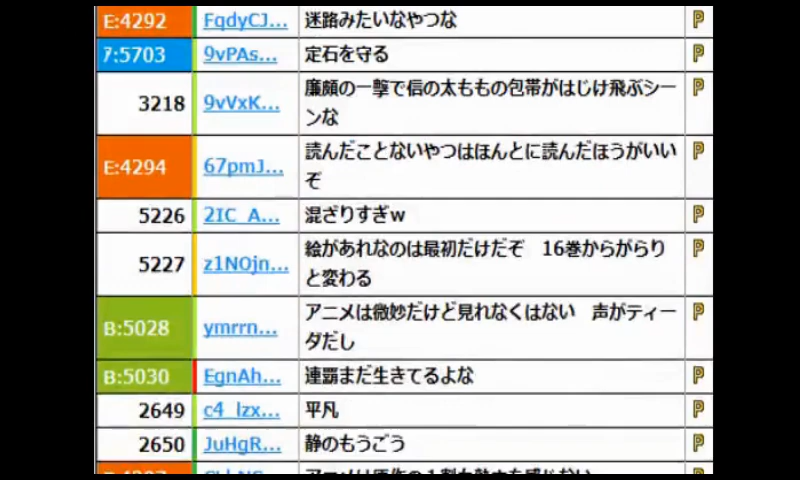 E:4292 FqdyCJ... 迷路みたいなやつな P
ｱ:5703 9vPAs... 定石を守る P
3218 9vVxK... 廉頗の一撃で信の太ももの包帯がはじけ飛ぶシー P
ンな
E:4294 67pmJ... 読んだことないやつはほんとに読んだほうがいい P
ぞ
5226 2IC_A... 混ざりすぎw P
5227 z1NOjn... 絵があれなのは最初だけだぞ　16巻からがらり P
と変わる
B:5028 ymrrn... アニメは微妙だけど見れなくはない　声がティー P
ダだし
B:5030 EgnAh... 連覇まだ生きてるよな P
2649 c4_lzx... 平凡 P
2650 JuHgR... 静のもうごう P